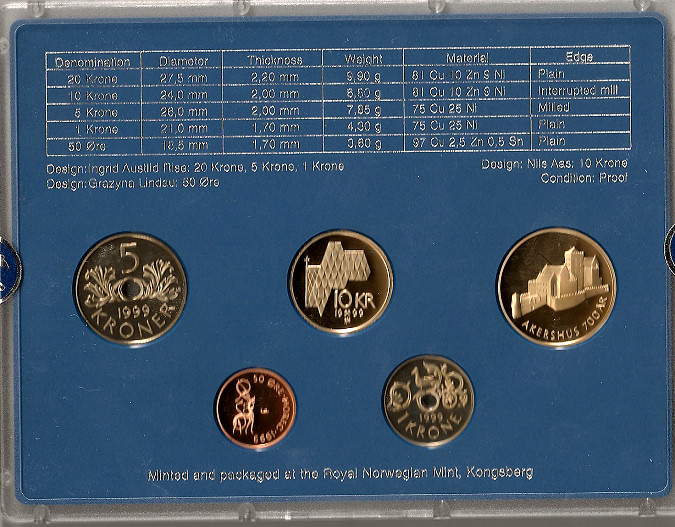 Denomination Diameter Thickness Weight Material Edge
20 Krone 27,5 mm 2,20 mm 9,90 g 81 Cu 10 Zn 9 Ni Plain
10 Krone 24,0 mm 2,00 mm 6,80 g 81 Cu 10 Zn 9 Ni Interrupted mill
5 Krone 26,0 mm 2,00 mm 7,85 g 75 Cu 25 Ni Milled
1 Krone 21,0 mm 1,70 mm 4,30 g 75 Cu 25 Ni Plain
50 Øre 18,5 mm 1,70 mm 3,60 g 97 Cu 2,5 Zn 0,5 Sn Plain
Design: Ingrid Austlid Rise: 20 Krone, 5 Krone, 1 Krone Design: Nils Aas: 10 Krone
Design: Grazyna Lindau: 50 Øre Condition: Proof
5
1999
KRONER
10 KR
1999
AKERSHUS 700 ÅR
50 ØRE NORGE·1999
1
1999
1 KRONE
Minted and packaged at the Royal Norwegian Mint, Kongsberg